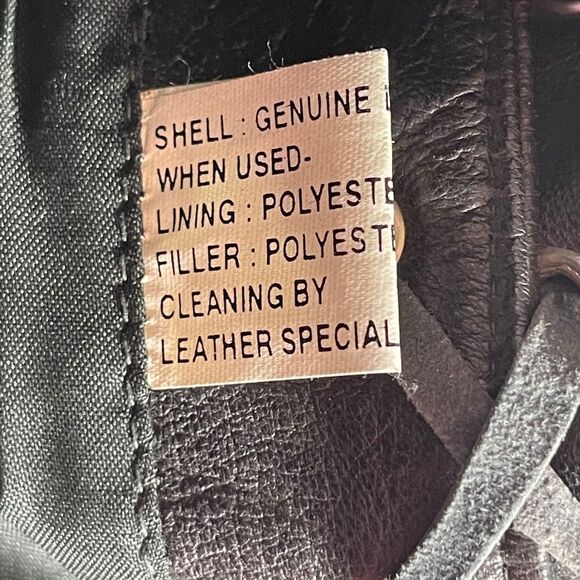 SHELL : GENUINE
WHEN USED-
LINING : POLYESTE
FILLER : POLYESTE
CLEANING BY
LEATHER SPECIAL